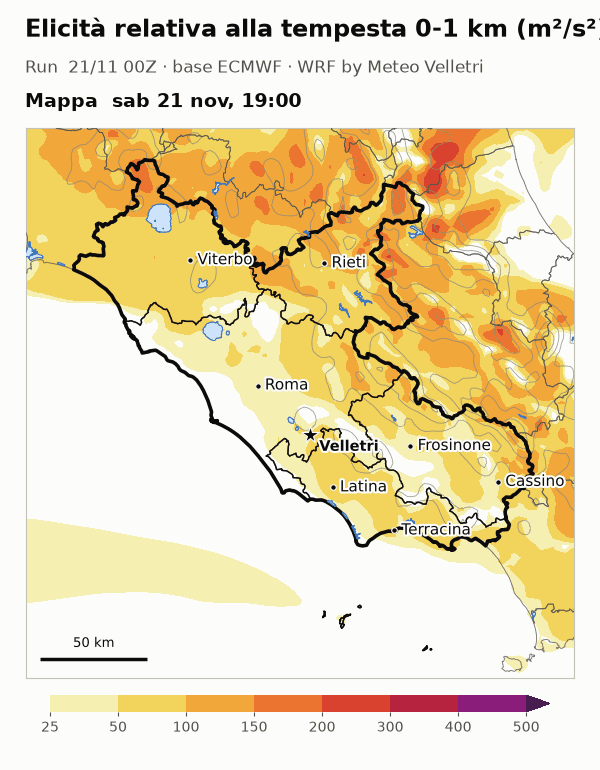 Elicità relativa alla tempesta 0-1 km (m²/s²)
Run 21/11 00Z · base ECMWF · WRF by Meteo Velletri
Mappa sab 21 nov, 19:00
Viterbo
Rieti
Roma
Velletri
Frosinone
Latina
Cassino
Terracina
50 km
25 50 100 150 200 300 400 500